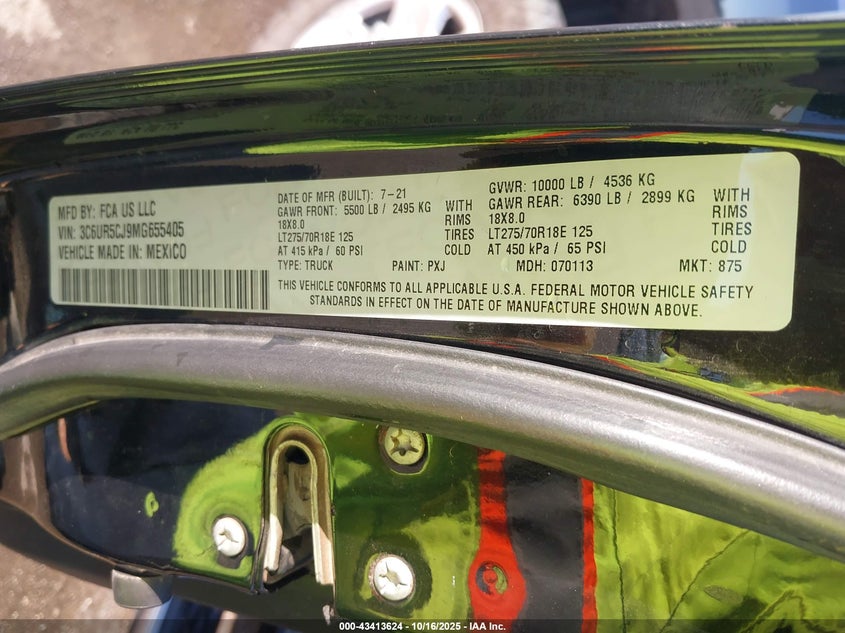 MFD BY: FCA US LLC
VIN: 3C6UR5CJ9MG655405
VEHICLE MADE IN: MEXICO
DATE OF MFR (BUILT): 7-21
GAWR FRONT: 5500 LB / 2495 KG WITH
18X8.0 RIMS
LT275/70R18E 125 TIRES
AT 415 kPa / 60 PSI COLD
TYPE: TRUCK PAINT: PXJ
GVWR: 10000 LB / 4536 KG
GAWR REAR: 6390 LB / 2899 KG WITH
18X8.0 RIMS
LT275/70R18E 125 TIRES
AT 450 kPa / 65 PSI COLD
MDH: 070113 MKT: 875
THIS VEHICLE CONFORMS TO ALL APPLICABLE U.S.A. FEDERAL MOTOR VEHICLE SAFETY
STANDARDS IN EFFECT ON THE DATE OF MANUFACTURE SHOWN ABOVE.
000-43413624 - 10/16/2025 - IAA Inc.